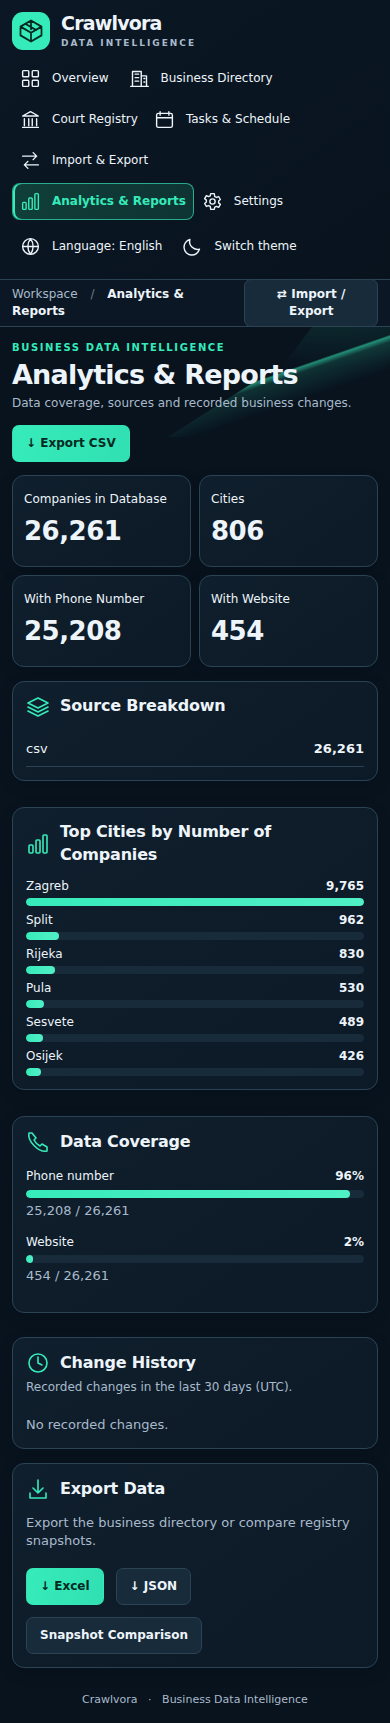 Crawlvora
DATA INTELLIGENCE
Overview
Business Directory
Court Registry
Tasks & Schedule
Import & Export
Analytics & Reports
Settings
Language: English
Switch theme
Workspace / Analytics &
Reports
⇄ Import /
Export
BUSINESS DATA INTELLIGENCE
Analytics & Reports
Data coverage, sources and recorded business changes.
↓ Export CSV
Companies in Database
26,261
Cities
806
With Phone Number
25,208
With Website
454
Source Breakdown
csv 26,261
Top Cities by Number of
Companies
Zagreb 9,765
Split 962
Rijeka 830
Pula 530
Sesvete 489
Osijek 426
Data Coverage
Phone number 96%
25,208 / 26,261
Website 2%
454 / 26,261
Change History
Recorded changes in the last 30 days (UTC).
No recorded changes.
Export Data
Export the business directory or compare registry
snapshots.
↓ Excel
↓ JSON
Snapshot Comparison
Crawlvora · Business Data Intelligence